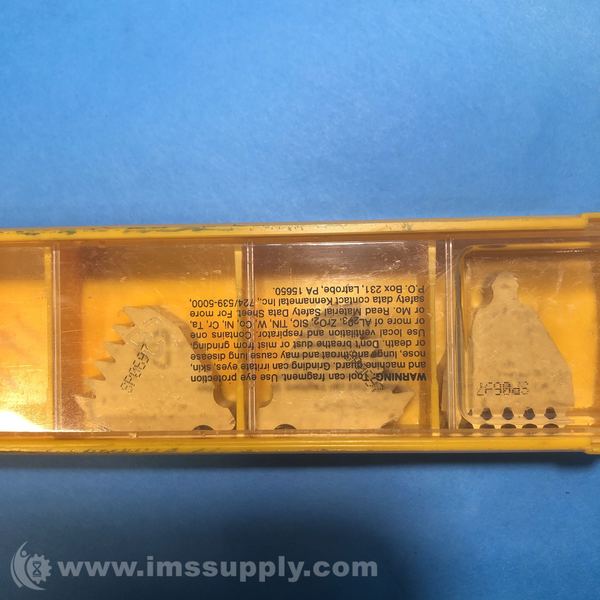 WARNING: Tool can fragment. Use eye protection
and machine guard. Grinding can irritate eyes, skin,
nose, and throat and may cause lung disease
or death. Don't breathe dust or mist from grinding.
Use local ventilation and respirator. Contains one
or more of AL203, ZrO2, SiC, TiN, W, Co, Ni, Cr, Ta,
or Mo. Read Material Safety Data Sheet. For more
safety data contact Kennametal Inc., 724/539-5000,
P.O. Box 231, Latrobe, PA 15650.
SP0697
SP0697
www.imssupply.com